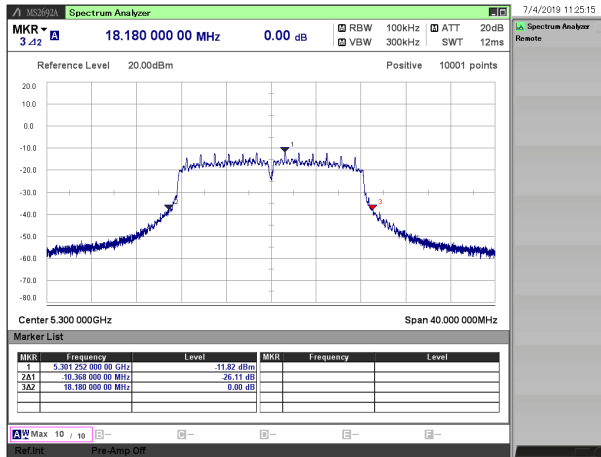 MS2692A Spectrum Analyzer
7/4/2019 11:25:15
Spectrum Analyzer
Remote
MKR A 18.180 000 00 MHz 0.00 dB
3 Δ2
M RBW 100kHz M ATT 20dB
M VBW 300kHz SWT 12ms
Reference Level 20.00dBm Positive 10001 points
20.0
10.0
0.0
-10.0
-20.0
-30.0
-40.0
-50.0
-60.0
-70.0
-80.0
1
2
3
Center 5.300 000GHz Span 40.000 000MHz
Marker List
MKR Frequency Level MKR Frequency Level
1 5.301 252 000 00 GHz -11.82 dBm
2Δ1 -10.368 000 00 MHz -26.11 dB
3Δ2 18.180 000 00 MHz 0.00 dB
A W Max 10 / 10 B- C- D- E- F-
Ref.Int Pre-Amp Off